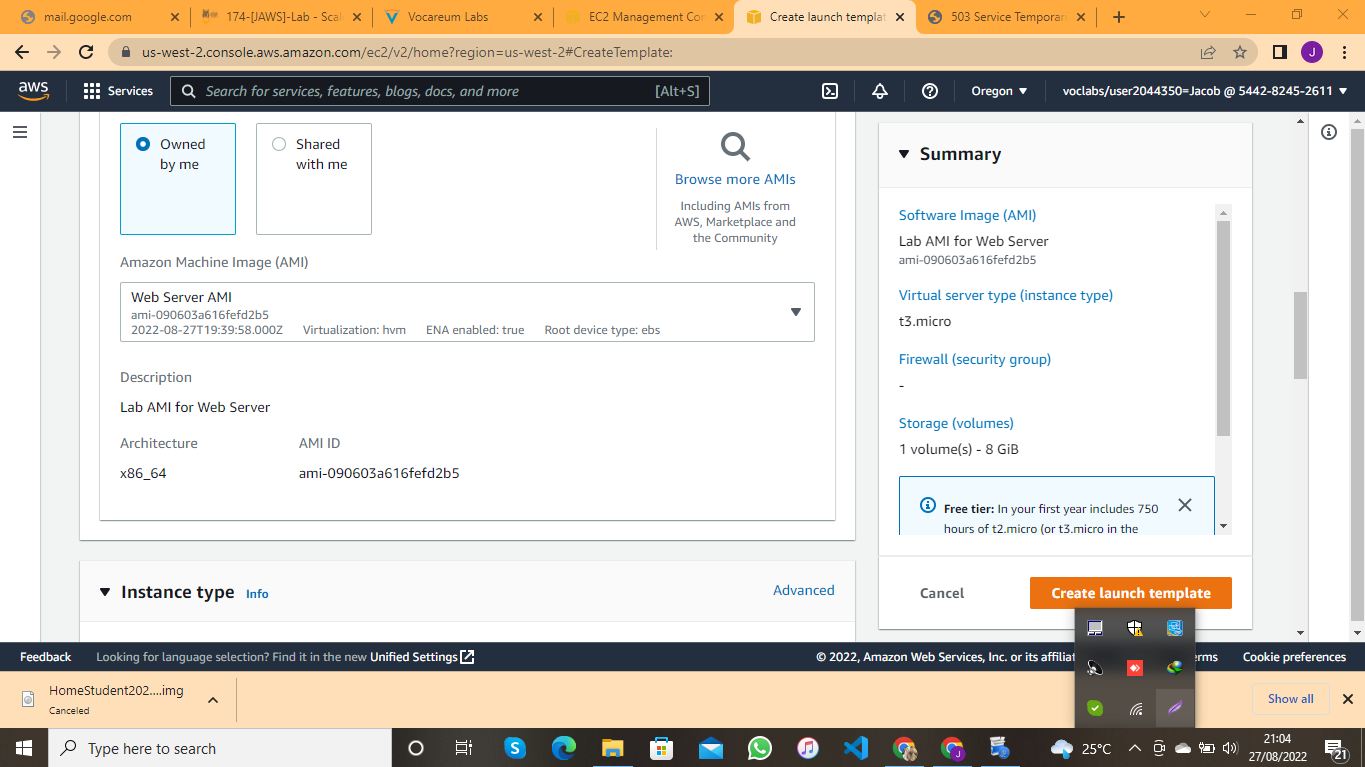 mail.google.com
174-[JAWS]-Lab - Scal
Vocareum Labs
EC2 Management Con
Create launch template
503 Service Temporar
us-west-2.console.aws.amazon.com/ec2/v2/home?region=us-west-2#CreateTemplate:
J
aws
Services
Search for services, features, blogs, docs, and more
[Alt+S]
Oregon
voclabs/user2044350=Jacob @ 5442-8245-2611
Owned
by me
Shared
with me
Browse more AMIs
Including AMIs from
AWS, Marketplace and
the Community
Amazon Machine Image (AMI)
Web Server AMI
ami-090603a616fefd2b5
2022-08-27T19:39:58.000Z Virtualization: hvm ENA enabled: true Root device type: ebs
Description
Lab AMI for Web Server
Architecture
AMI ID
x86_64
ami-090603a616fefd2b5
Instance type Info
Advanced
Summary
Software Image (AMI)
Lab AMI for Web Server
ami-090603a616fefd2b5
Virtual server type (instance type)
t3.micro
Firewall (security group)
-
Storage (volumes)
1 volume(s) - 8 GiB
Free tier: In your first year includes 750
hours of t2.micro (or t3.micro in the
Cancel
Create launch template
Feedback
Looking for language selection? Find it in the new Unified Settings
© 2022, Amazon Web Services, Inc. or its affiliat
erms
Cookie preferences
HomeStudent202....img
Canceled
Show all
Type here to search
25°C
21:04
27/08/2022
21